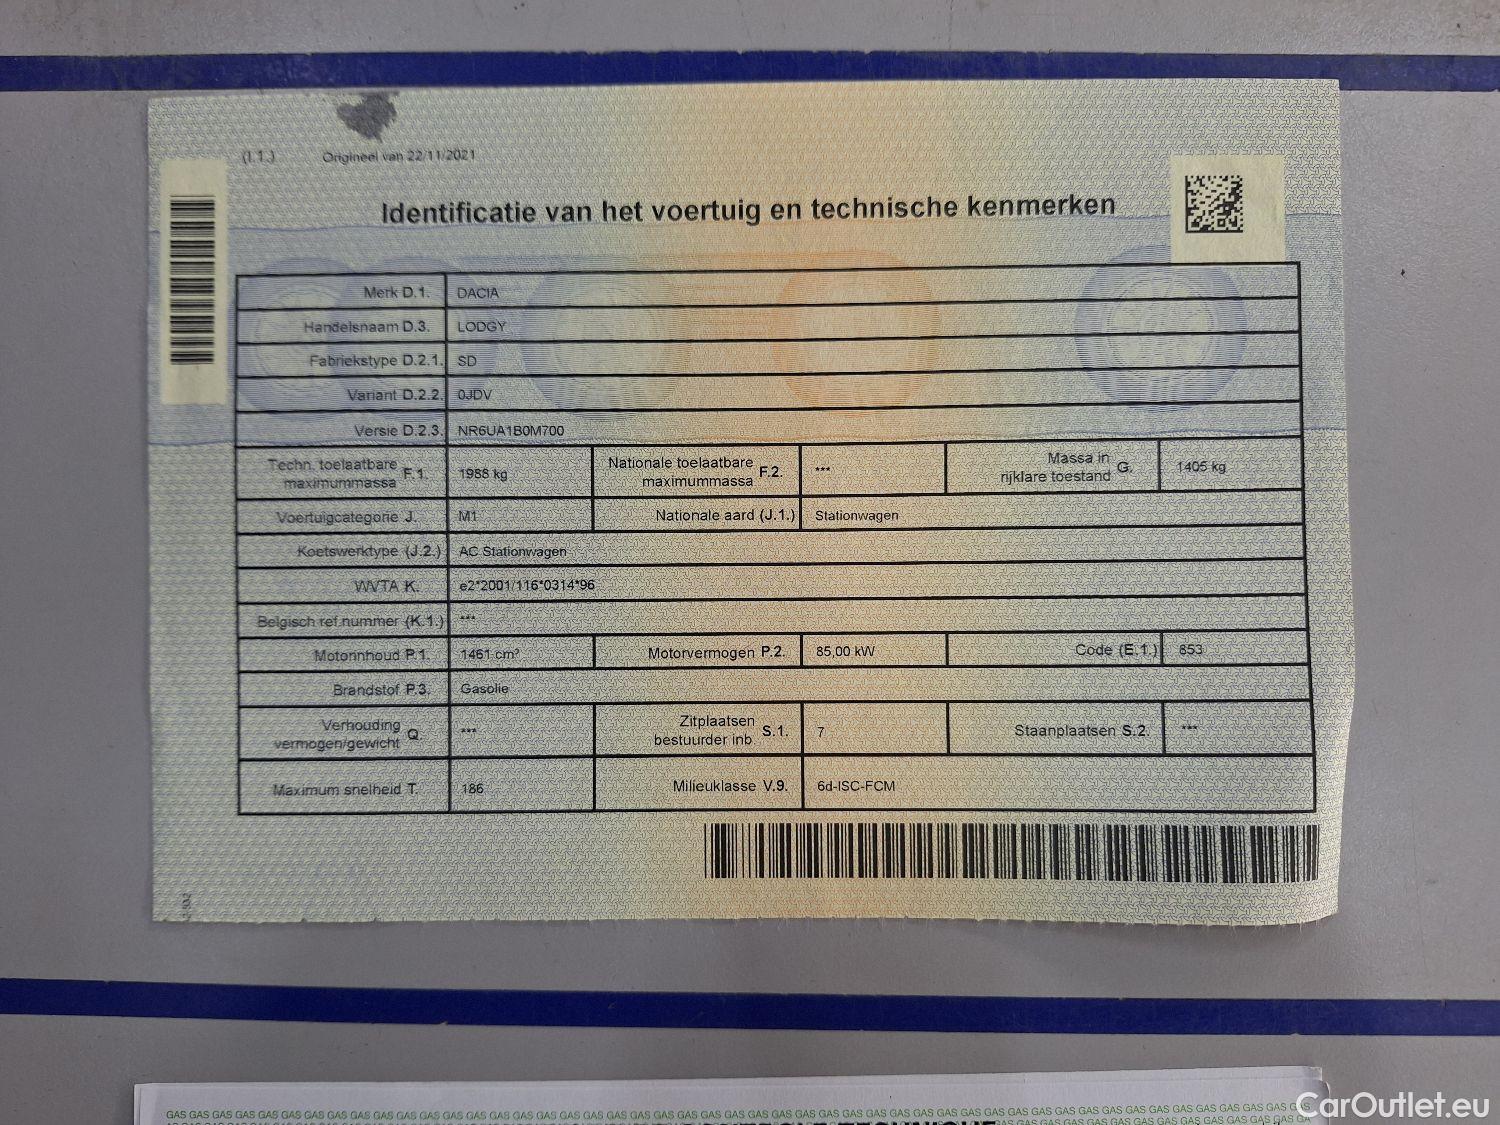 (I.1.) Origineel van 22/11/2021
Identificatie van het voertuig en technische kenmerken
Merk D.1. DACIA
Handelsnaam D.3. LODGY
Fabriekstype D.2.1. SD
Variant D.2.2. 0JDV
Versie D.2.3. NR6UA1B0M700
Techn. toelaatbare maximummassa F.1. 1988 kg Nationale toelaatbare maximummassa F.2. *** Massa in rijklare toestand G. 1405 kg
Voertuigcategorie J. M1 Nationale aard (J.1.) Stationwagen
Koetswerktype (J.2.) AC Stationwagen
WVTA K. e2*2001/116*0314*96
Belgisch ref.nummer (K.1.) ***
Motorinhoud P.1. 1461 cm³ Motorvermogen P.2. 85,00 kW Code (E.1.) 853
Brandstof P.3. Gasolie
Verhouding vermogen/gewicht Q. *** Zitplaatsen bestuurder inb. S.1. 7 Staanplaatsen S.2. ***
Maximum snelheid T. 186 Milieuklasse V.9. 6d-ISC-FCM
GAS GAS GAS GAS GAS GAS GAS GAS GAS GAS GAS GAS GAS GAS GAS GAS GAS GAS GAS GAS GAS GAS GAS GAS GAS GAS GAS GAS GAS GAS GAS GAS GAS GAS GAS GAS GAS GAS GAS GAS GAS GAS GAS GAS GAS GAS GAS GAS GAS GAS
CarOutlet.eu